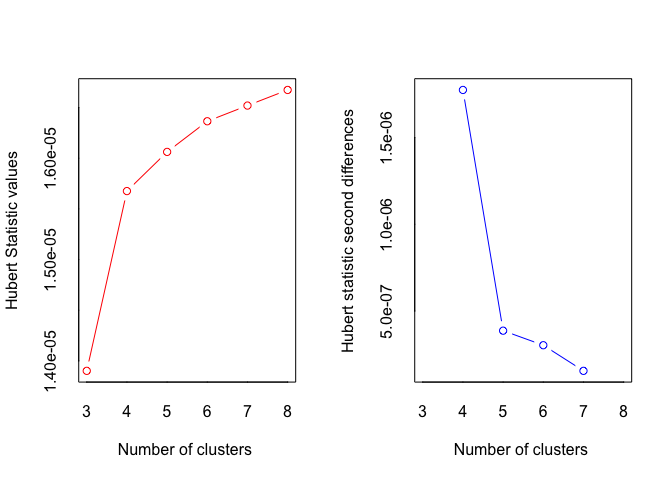 Hubert Statistic values
1.40e-05 1.50e-05 1.60e-05
3 4 5 6 7 8
Number of clusters
Hubert statistic second differences
5.0e-07 1.0e-06 1.5e-06
3 4 5 6 7 8
Number of clusters